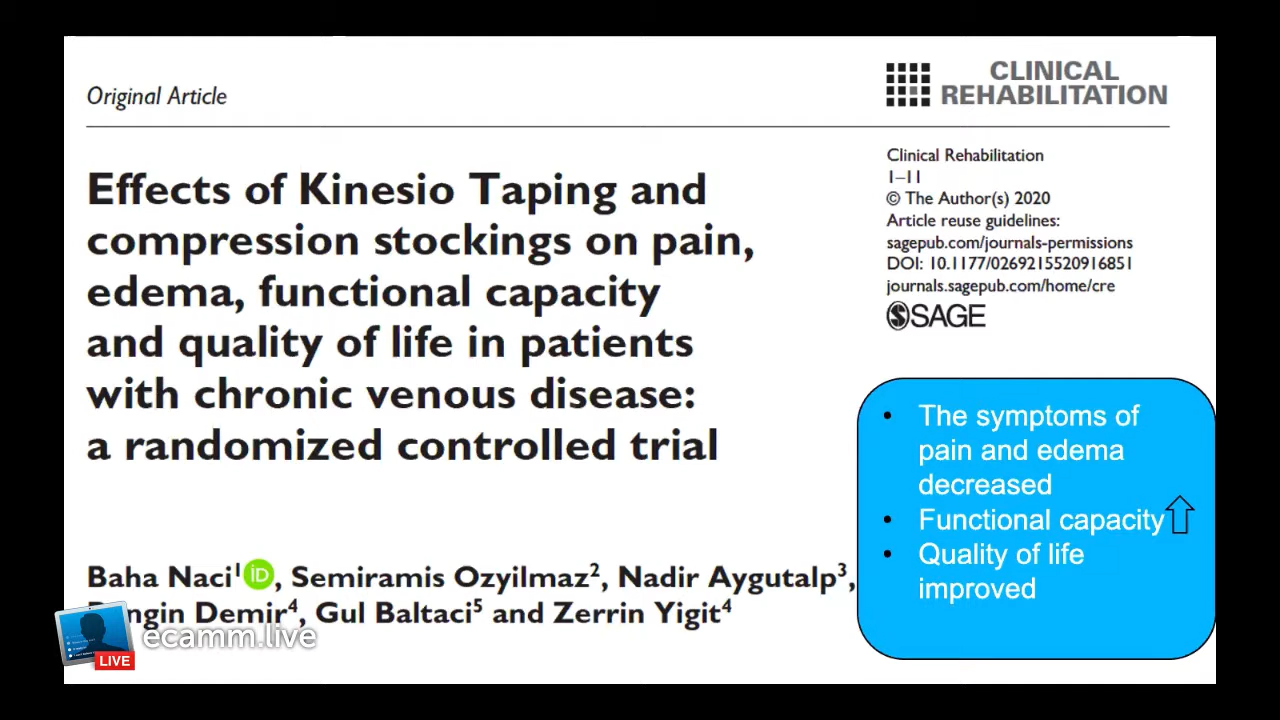 Original Article
CLINICAL
REHABILITATION
Effects of Kinesio Taping and
compression stockings on pain,
edema, functional capacity
and quality of life in patients
with chronic venous disease:
a randomized controlled trial
Clinical Rehabilitation
1–11
© The Author(s) 2020
Article reuse guidelines:
sagepub.com/journals-permissions
DOI: 10.1177/0269215520916851
journals.sagepub.com/home/cre
SAGE
• The symptoms of
pain and edema
decreased
• Functional capacity
• Quality of life
improved
Baha Naci1 iD, Semiramis Ozyilmaz2, Nadir Aygutalp3,
Demir4, Gul Baltaci5 and Zerrin Yigit4
ecamm.live
LIVE